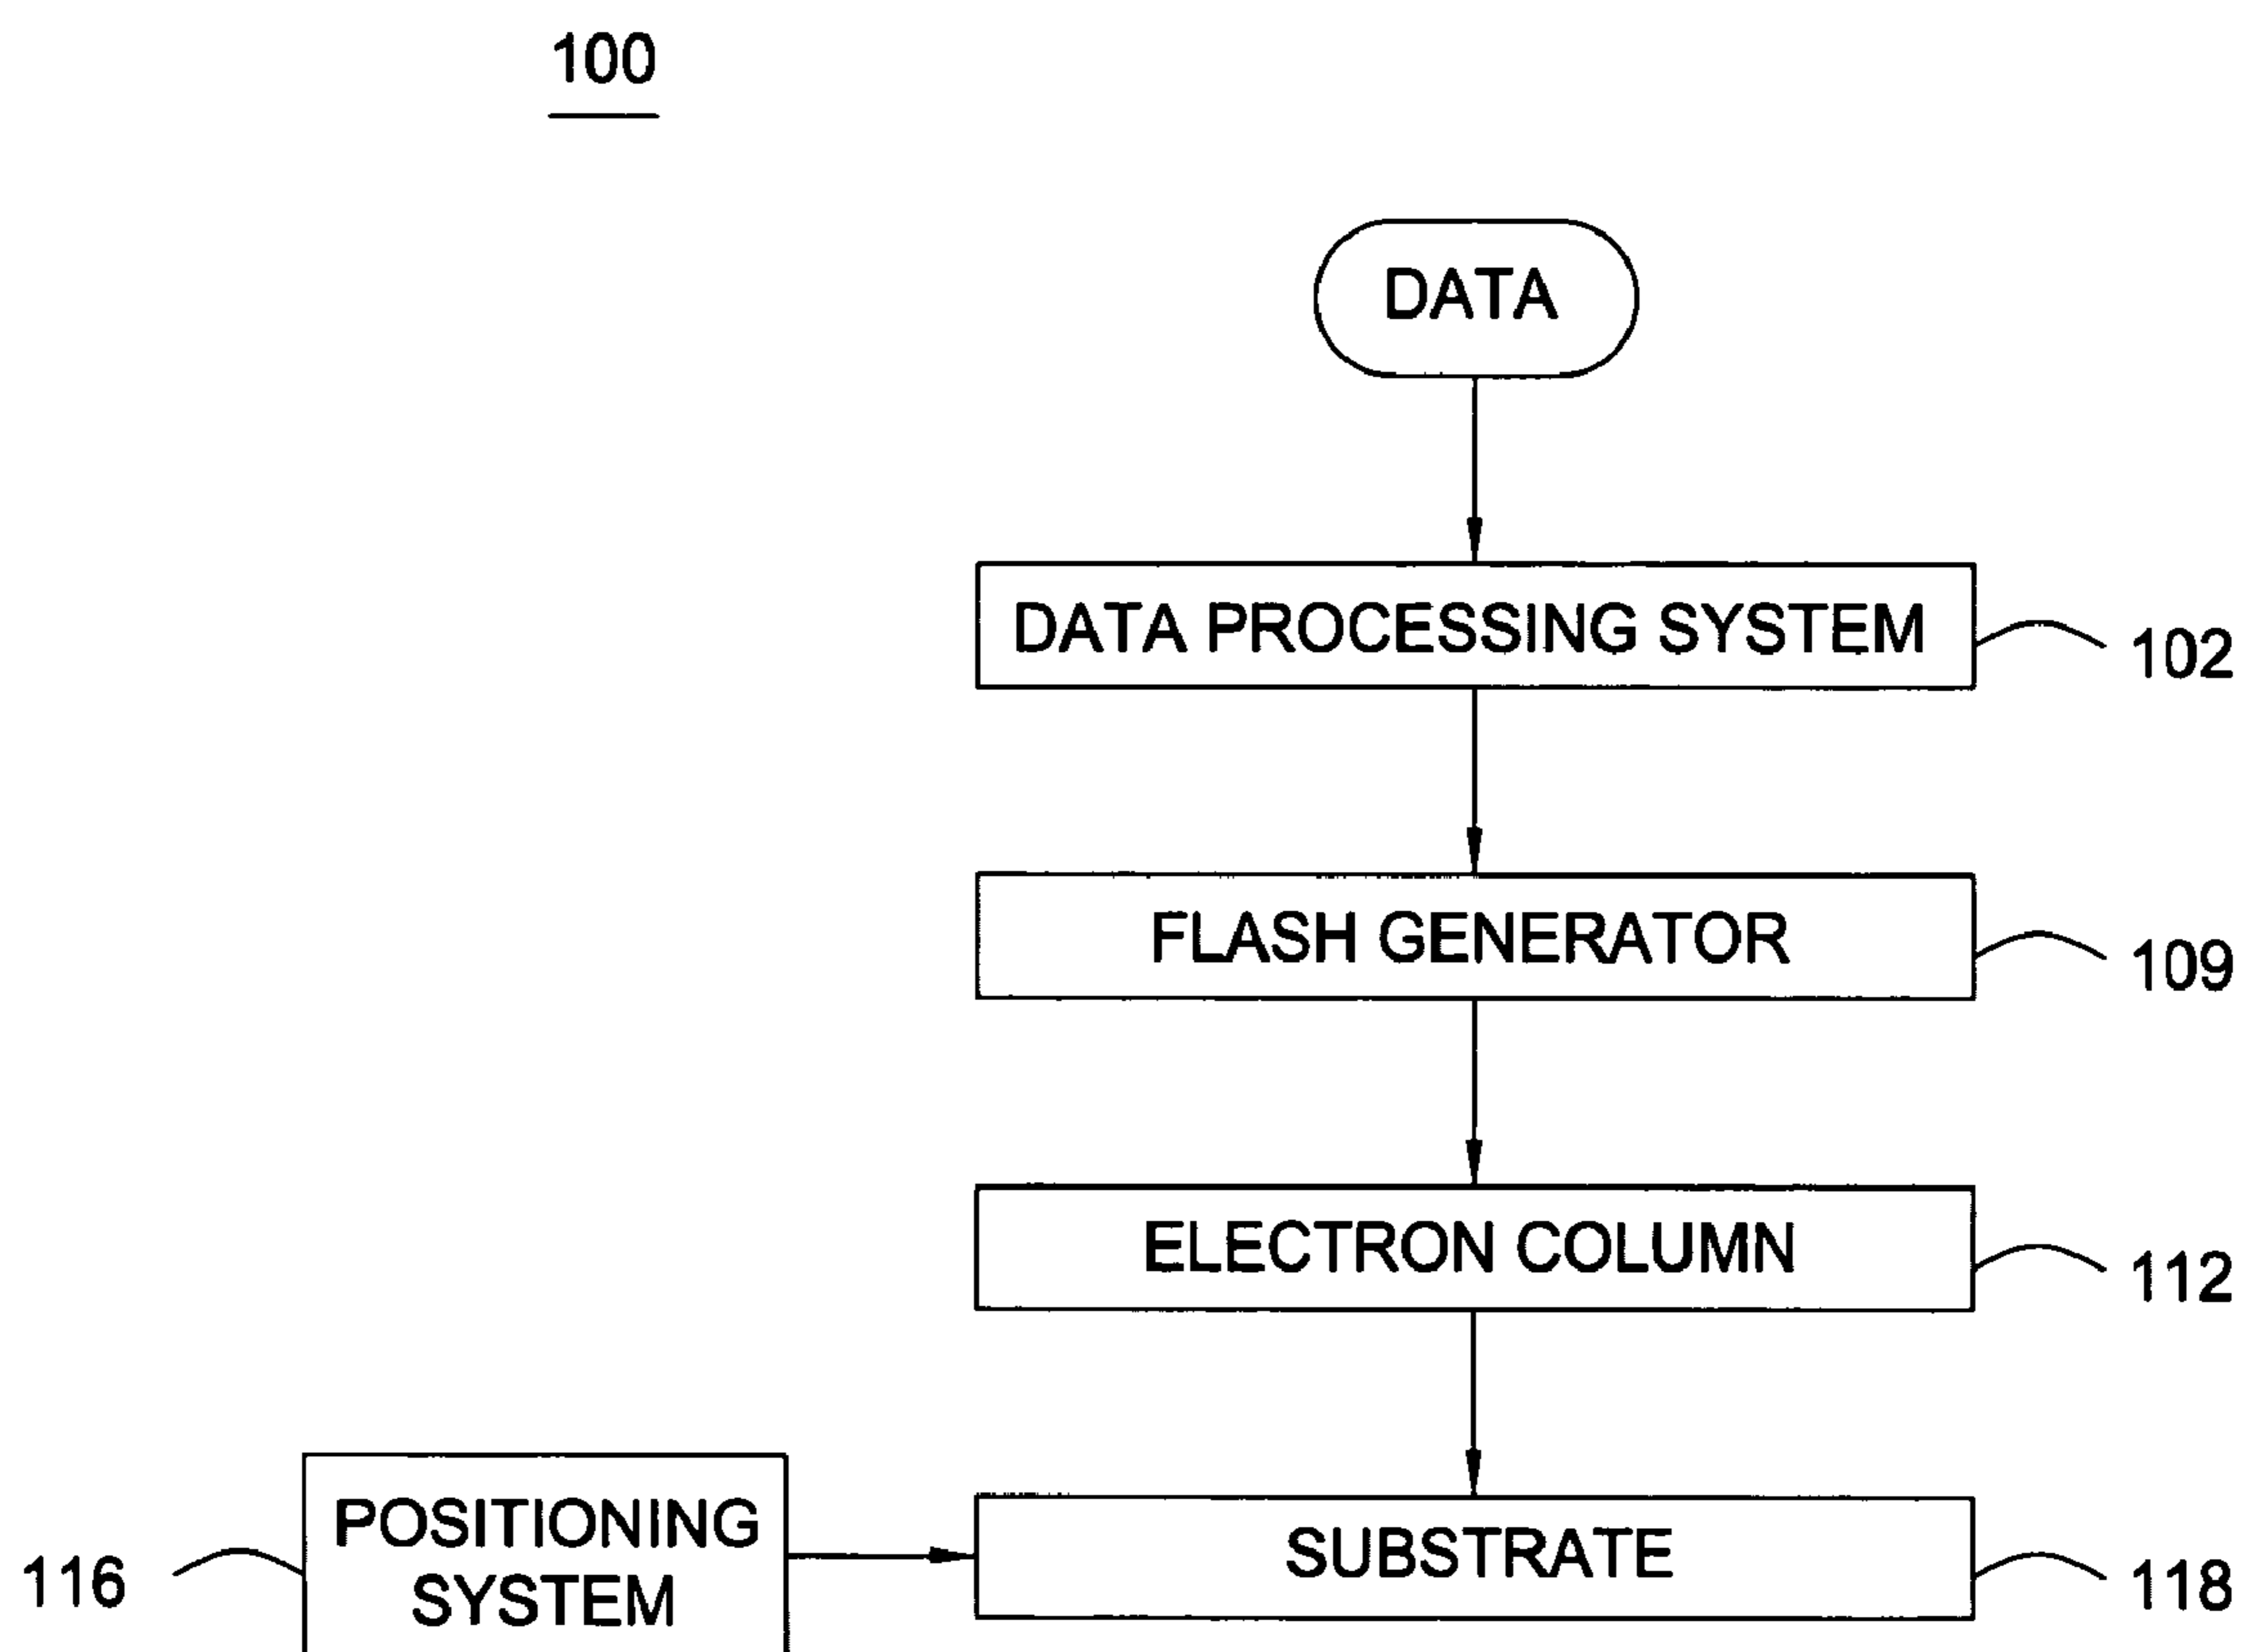 100
DATA
DATA PROCESSING SYSTEM
102
FLASH GENERATOR
109
ELECTRON COLUMN
112
POSITIONING
SYSTEM
116
SUBSTRATE
118